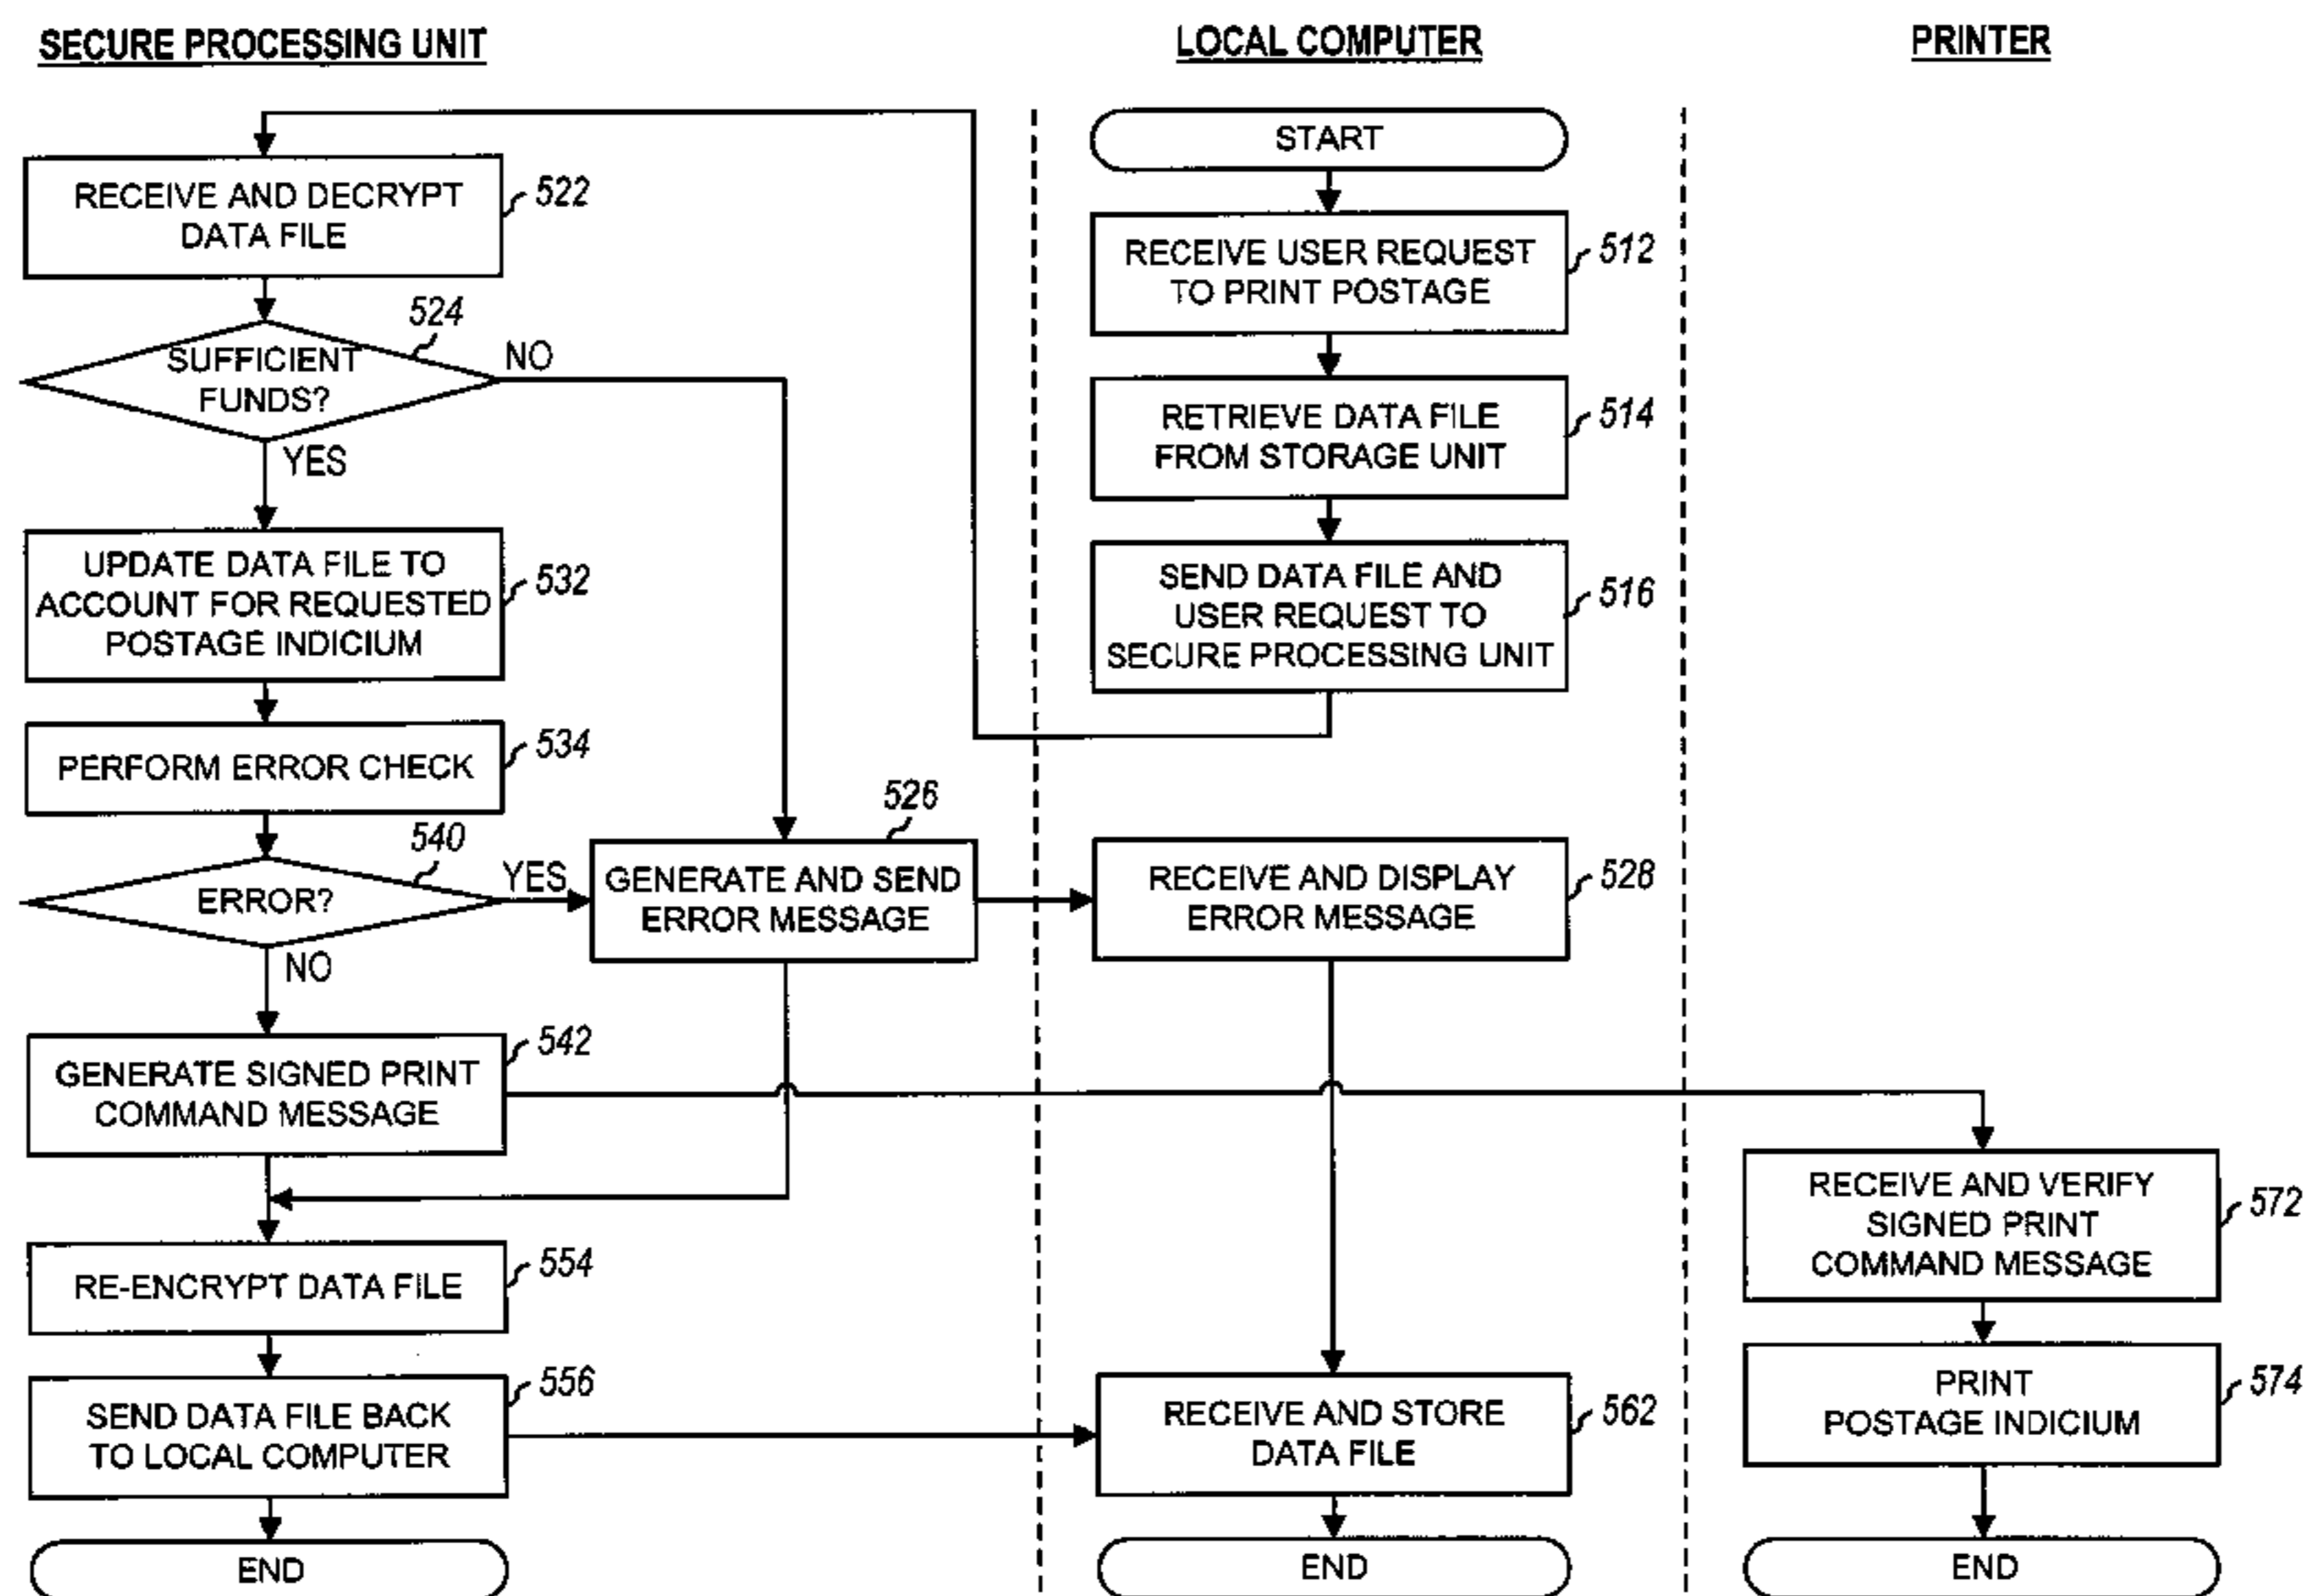 SECURE PROCESSING UNIT
LOCAL COMPUTER
PRINTER
START
RECEIVE AND DECRYPT
DATA FILE
522
RECEIVE USER REQUEST
TO PRINT POSTAGE
512
524
SUFFICIENT
FUNDS?
NO
YES
RETRIEVE DATA FILE
FROM STORAGE UNIT
514
UPDATE DATA FILE TO
ACCOUNT FOR REQUESTED
POSTAGE INDICIUM
532
SEND DATA FILE AND
USER REQUEST TO
SECURE PROCESSING UNIT
516
PERFORM ERROR CHECK
534
540
ERROR?
YES
NO
526
GENERATE AND SEND
ERROR MESSAGE
RECEIVE AND DISPLAY
ERROR MESSAGE
528
GENERATE SIGNED PRINT
COMMAND MESSAGE
542
RECEIVE AND VERIFY
SIGNED PRINT
COMMAND MESSAGE
572
RE-ENCRYPT DATA FILE
554
SEND DATA FILE BACK
TO LOCAL COMPUTER
556
RECEIVE AND STORE
DATA FILE
562
PRINT
POSTAGE INDICIUM
574
END
END
END